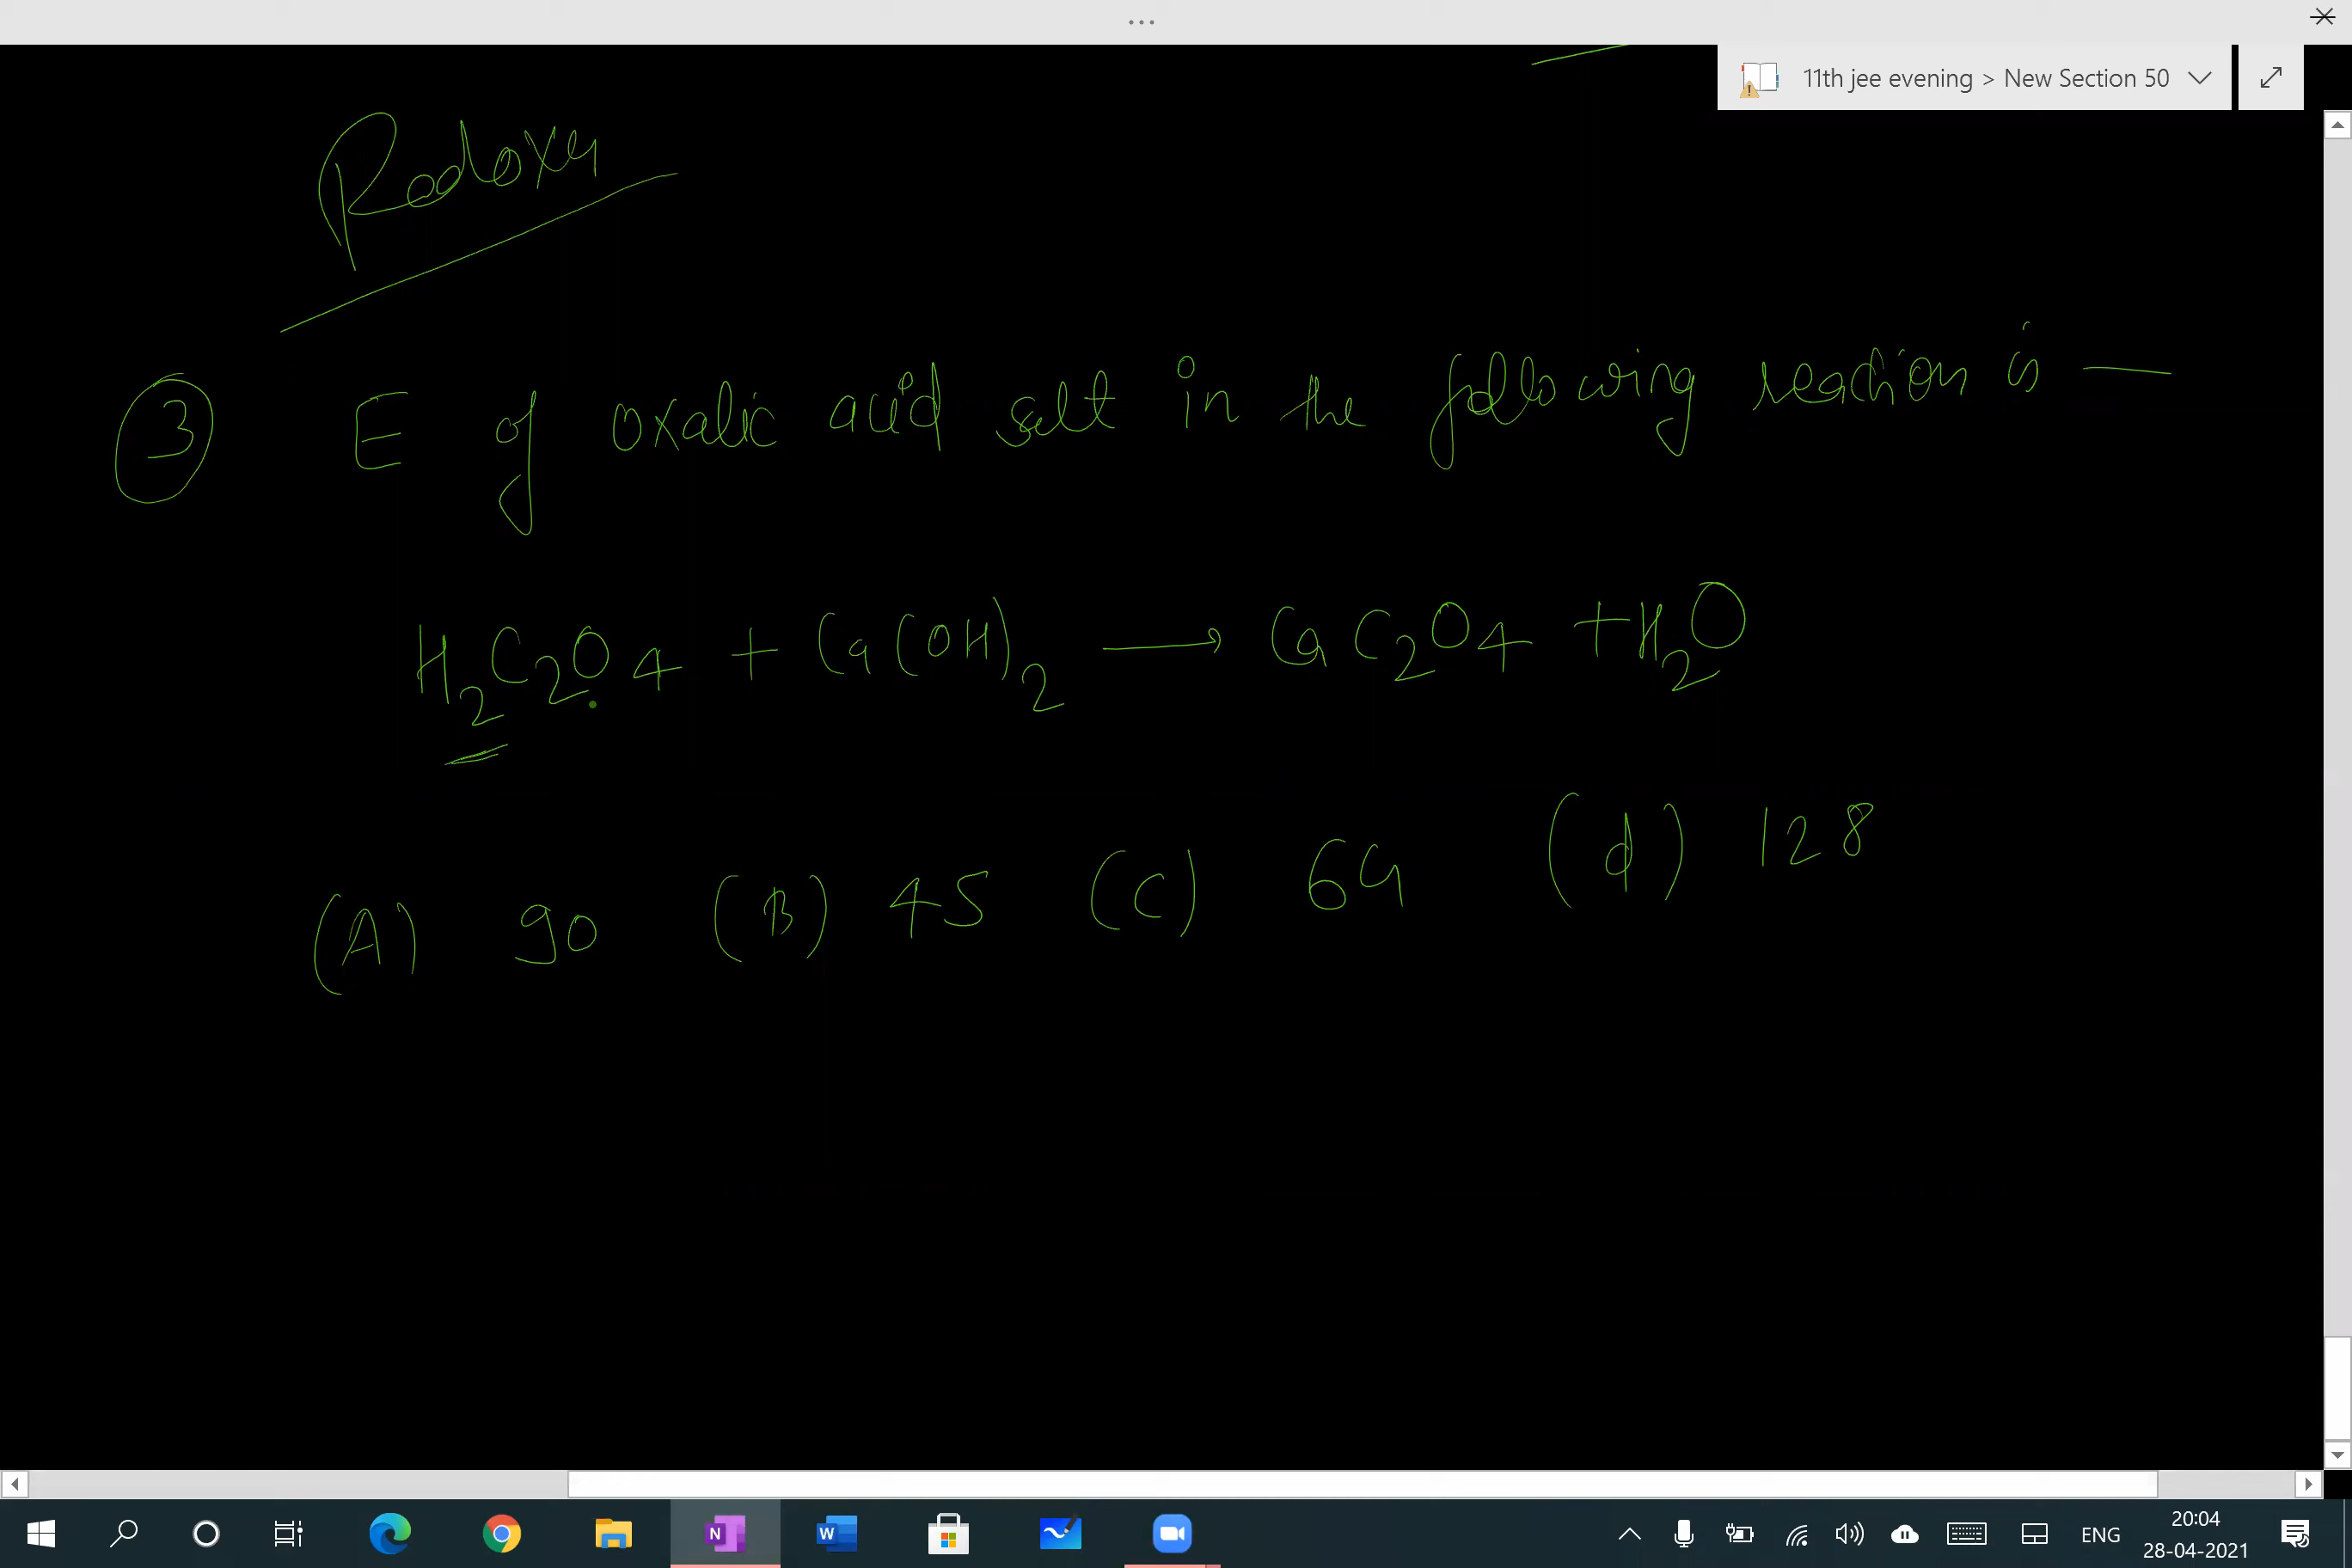 ...
11th jee evening > New Section 50
Redoxn
3 E of oxalic acid salt in the following reaction is —
H₂C₂O₄ + Ca(OH)₂ → CaC₂O₄ + H₂O
(A) 90 (B) 45 (C) 64 (d) 128
ENG
20:04
28-04-2021